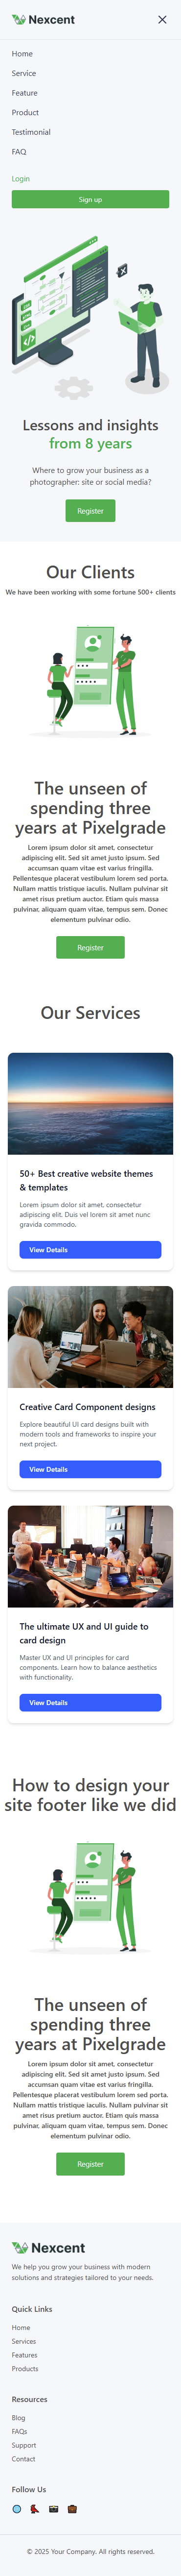 Nexcent
Home
Service
Feature
Product
Testimonial
FAQ
Login
Sign up
Lessons and insights
from 8 years
Where to grow your business as a
photographer: site or social media?
Register
Our Clients
We have been working with some fortune 500+ clients
The unseen of
spending three
years at Pixelgrade
Lorem ipsum dolor sit amet, consectetur
adipiscing elit. Sed sit amet justo ipsum. Sed
accumsan quam vitae est varius fringilla.
Pellentesque placerat vestibulum lorem sed porta.
Nullam mattis tristique iaculis. Nullam pulvinar sit
amet risus pretium auctor. Etiam quis massa
pulvinar, aliquam quam vitae, tempus sem. Donec
elementum pulvinar odio.
Register
Our Services
50+ Best creative website themes
& templates
Lorem ipsum dolor sit amet, consectetur
adipiscing elit. Duis vel lorem sit amet nunc
gravida commodo.
View Details
Creative Card Component designs
Explore beautiful UI card designs built with
modern tools and frameworks to inspire your
next project.
View Details
The ultimate UX and UI guide to
card design
Master UX and UI principles for card
components. Learn how to balance aesthetics
with functionality.
View Details
How to design your
site footer like we did
The unseen of
spending three
years at Pixelgrade
Lorem ipsum dolor sit amet, consectetur
adipiscing elit. Sed sit amet justo ipsum. Sed
accumsan quam vitae est varius fringilla.
Pellentesque placerat vestibulum lorem sed porta.
Nullam mattis tristique iaculis. Nullam pulvinar sit
amet risus pretium auctor. Etiam quis massa
pulvinar, aliquam quam vitae, tempus sem. Donec
elementum pulvinar odio.
Register
Nexcent
We help you grow your business with modern
solutions and strategies tailored to your needs.
Quick Links
Home
Services
Features
Products
Resources
Blog
FAQs
Support
Contact
Follow Us
© 2025 Your Company. All rights reserved.